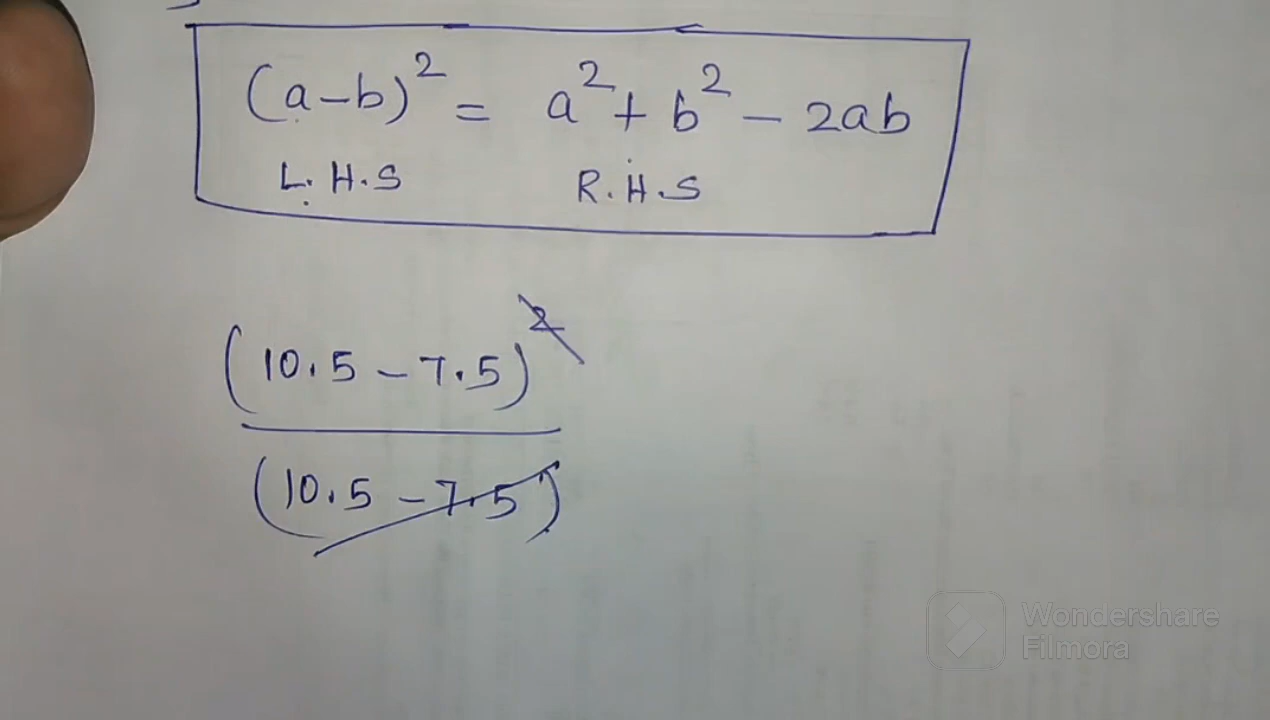 (a-b)² = a² + b² - 2ab
L.H.S R.H.S
(10.5 - 7.5)²
(10.5 - 7.5)
Wondershare
Filmora